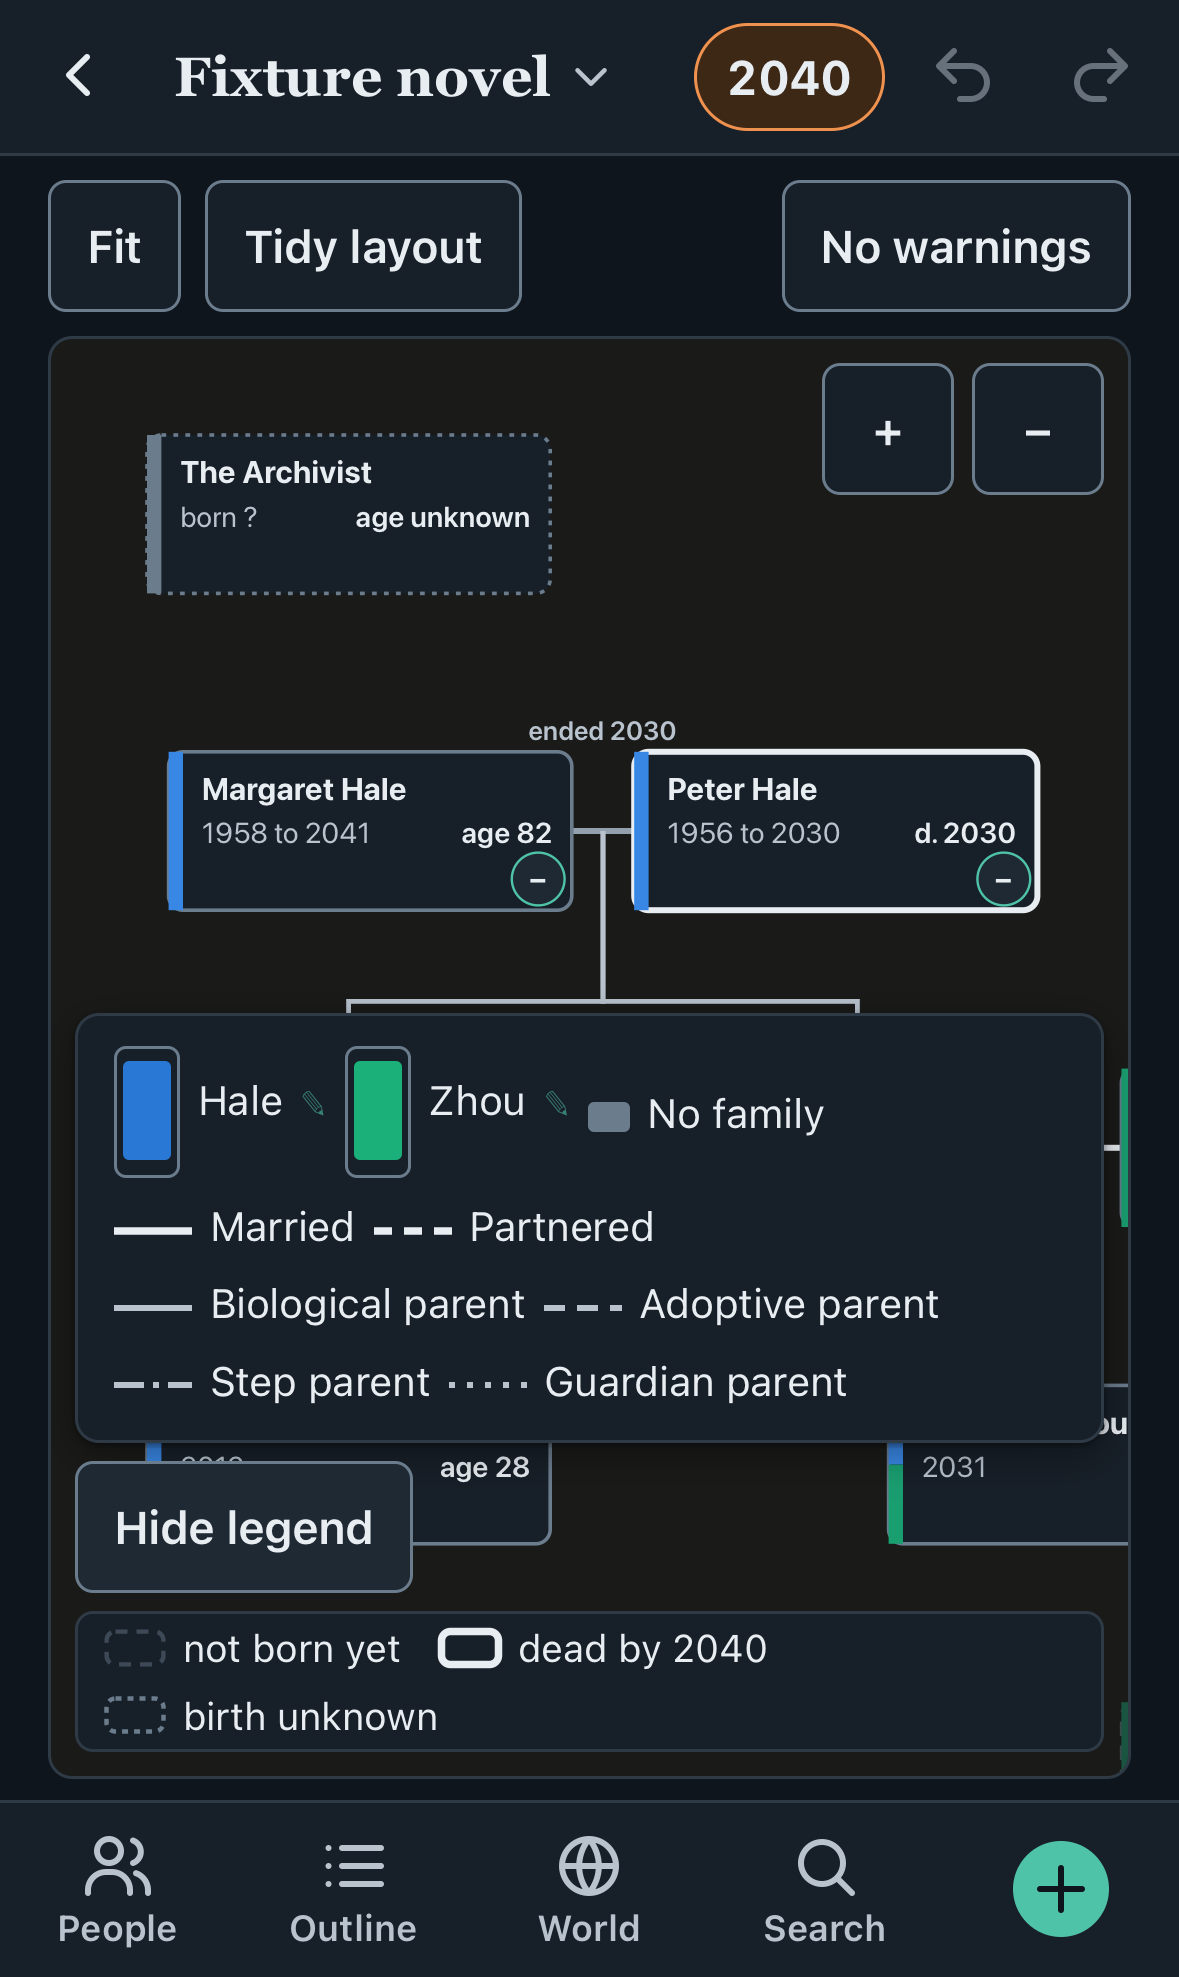 Fixture novel
2040
Fit
Tidy layout
No warnings
+
−
The Archivist
born ?
age unknown
ended 2030
Margaret Hale
1958 to 2041
age 82
−
Peter Hale
1956 to 2030
d. 2030
−
Hale
Zhou
No family
Married
Partnered
Biological parent
Adoptive parent
Step parent
Guardian parent
age 28
2031
Hide legend
not born yet
dead by 2040
birth unknown
People
Outline
World
Search